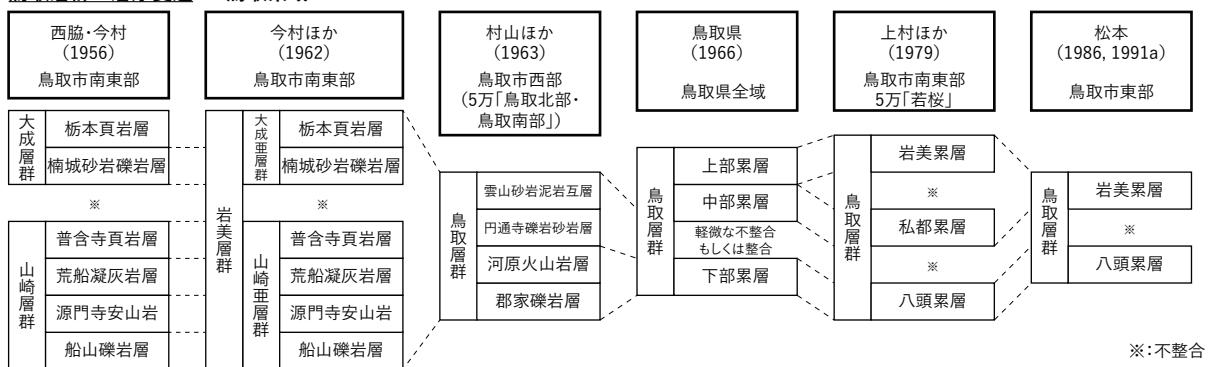 西脇・今村
(1956)
鳥取市南東部
大成層群
栃本頁岩層
楠城砂岩礫岩層
※
山崎層群
普含寺頁岩層
荒船凝灰岩層
源門寺安山岩
船山礫岩層
今村ほか
(1962)
鳥取市南東部
岩美層群
大成亜層群
栃本頁岩層
楠城砂岩礫岩層
※
山崎亜層群
普含寺頁岩層
荒船凝灰岩層
源門寺安山岩
船山礫岩層
村山ほか
(1963)
鳥取市西部
(5万「鳥取北部・
鳥取南部」)
鳥取層群
雲山砂岩泥岩互層
円通寺礫岩砂岩層
河原火山岩層
郡家礫岩層
鳥取県
(1966)
鳥取県全域
鳥取層群
上部累層
中部累層
軽微な不整合
もしくは整合
下部累層
上村ほか
(1979)
鳥取市南東部
5万「若桜」
鳥取層群
岩美累層
※
私都累層
※
八頭累層
松本
(1986, 1991a)
鳥取市東部
鳥取層群
岩美累層
※
八頭累層
※：不整合